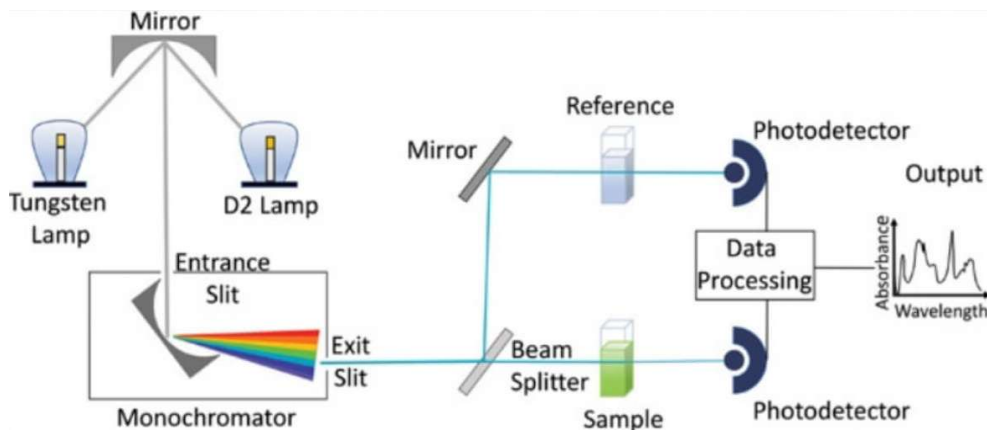 Mirror
Tungsten
Lamp
D2 Lamp
Entrance
Slit
Exit
Slit
Monochromator
Mirror
Reference
Photodetector
Output
Data
Processing
Absorbance
Wavelength
Beam
Splitter
Sample
Photodetector